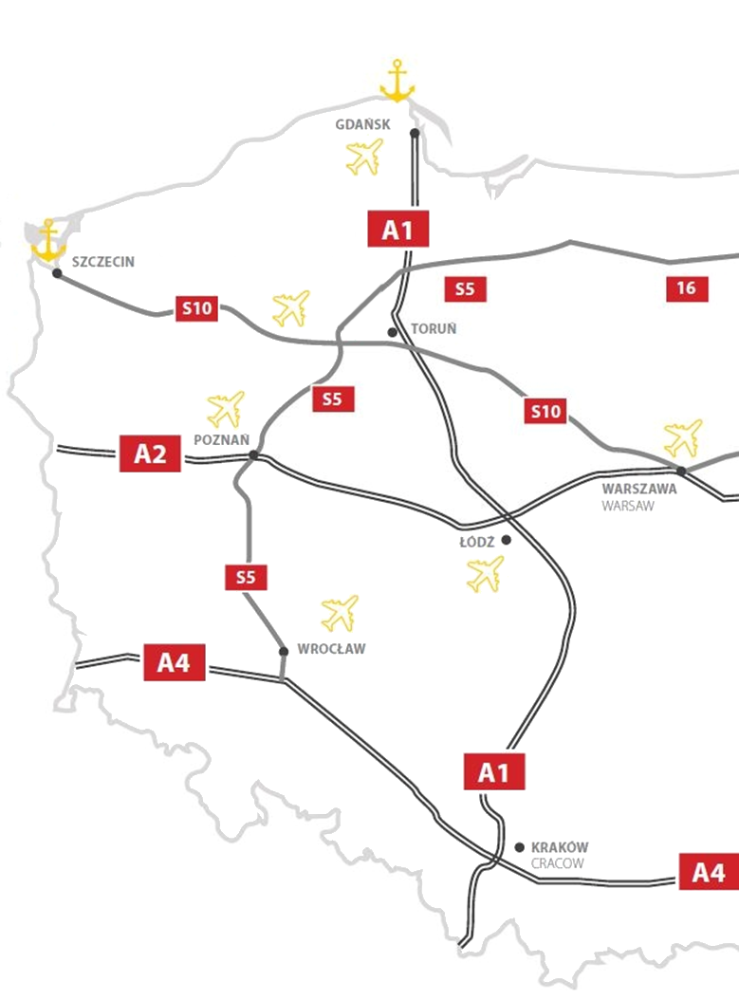 GDAŃSK
A1
SZCZECIN
S5
16
S10
TORUŃ
S5
S10
POZNAŃ
A2
WARSZAWA
WARSAW
ŁÓDŹ
S5
WROCŁAW
A4
A1
KRAKÓW
CRACOW
A4